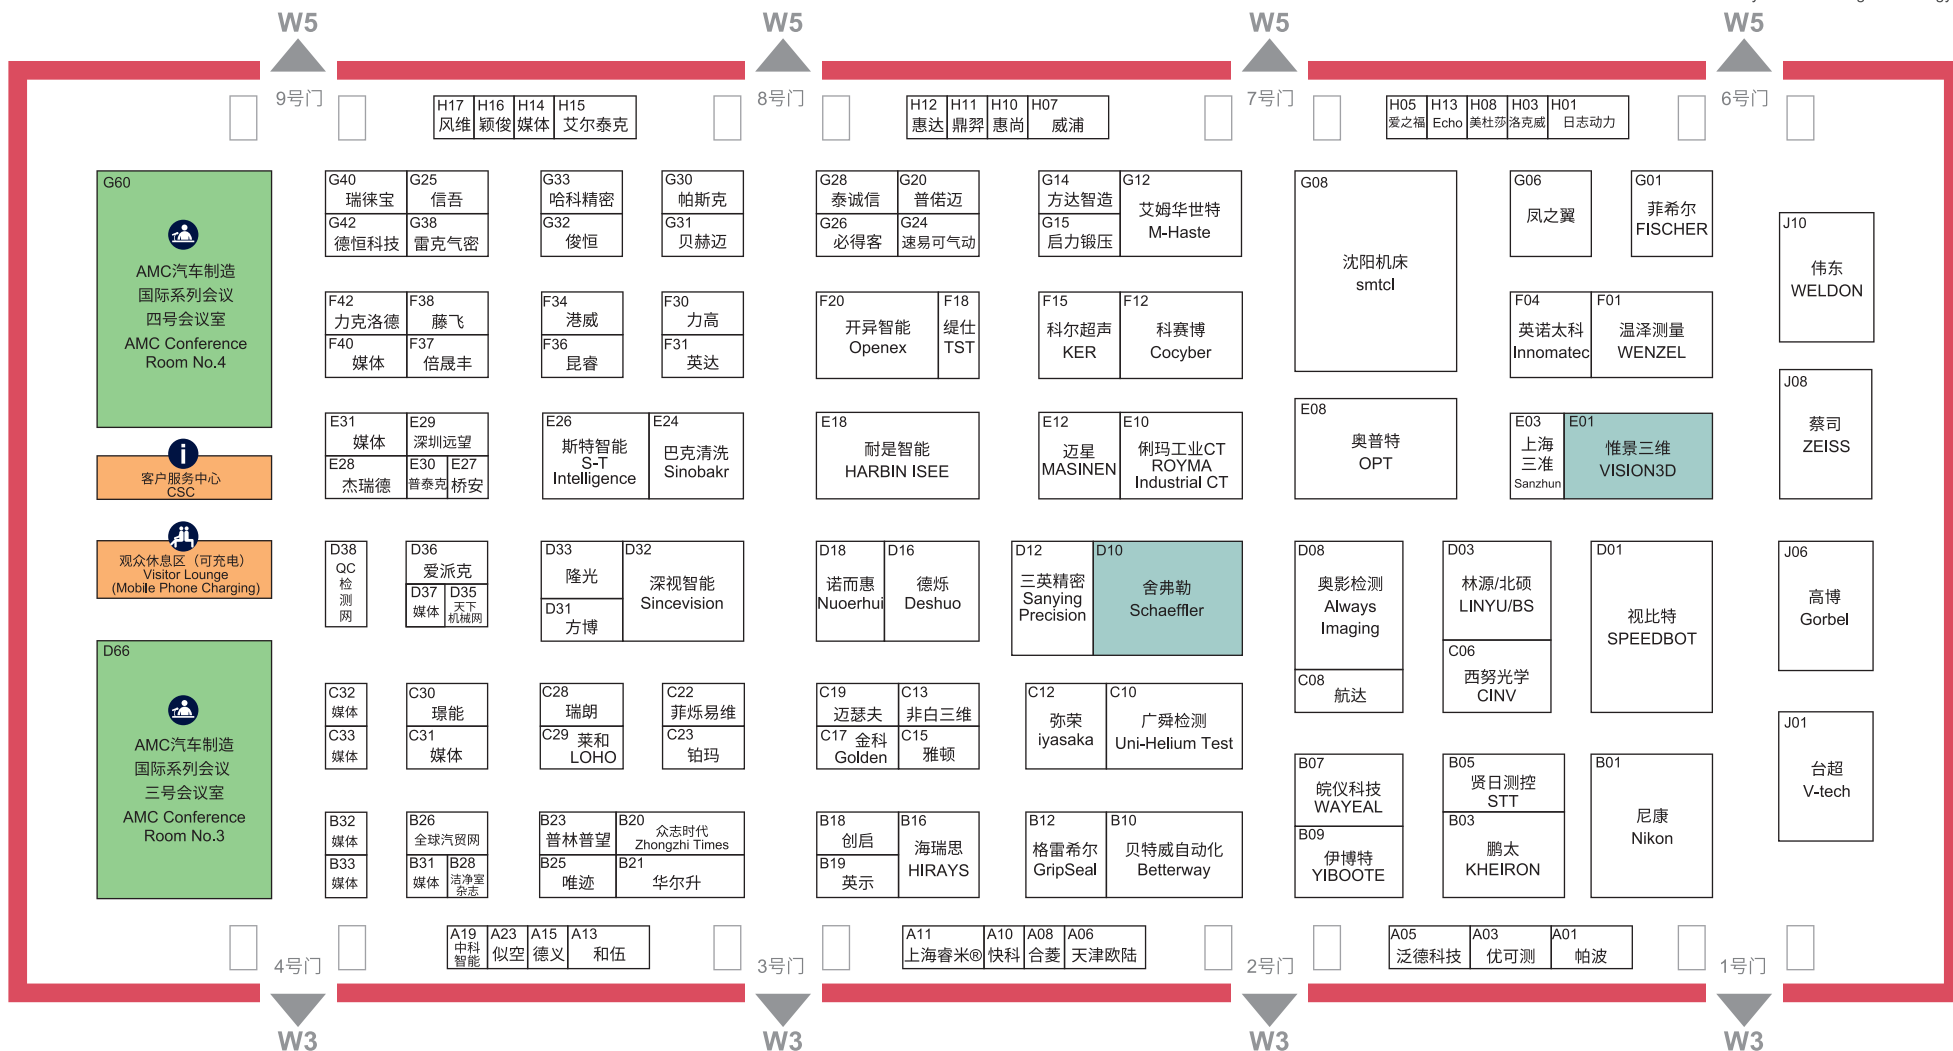 W5
W5
W5
W5
9号门
8号门
7号门
6号门
H17
风维
H16
颖俊
H14
媒体
H15
艾尔泰克
H12
惠达
H11
鼎羿
H10
惠尚
H07
威浦
H05
爱之福
H13
Echo
H08
美杜莎
H03
洛克威
H01
日志动力
G60
AMC汽车制造
国际系列会议
四号会议室
AMC Conference
Room No.4
G40
瑞徕宝
G25
信吾
G42
德恒科技
G38
雷克气密
G33
哈科精密
G32
俊恒
G30
帕斯克
G31
贝赫迈
G28
泰诚信
G20
普偌迈
G26
必得客
G24
速易可气动
G14
方达智造
G15
启力锻压
G12
艾姆华世特
M-Haste
G08
沈阳机床
smtcl
G06
凤之翼
G01
菲希尔
FISCHER
J10
伟东
WELDON
F42
力克洛德
F38
藤飞
F40
媒体
F37
倍晟丰
F34
港威
F36
昆睿
F30
力高
F31
英达
F20
开异智能
Openex
F18
缇仕
TST
F15
科尔超声
KER
F12
科赛博
Cocyber
F04
英诺太科
Innomatec
F01
温泽测量
WENZEL
J08
蔡司
ZEISS
客户服务中心
CSC
E31
媒体
E29
深圳远望
E28
杰瑞德
E30
普泰克
E27
桥安
E26
斯特智能
S-T
Intelligence
E24
巴克清洗
Sinobakr
E18
耐是智能
HARBIN ISEE
E12
迈星
MASINEN
E10
俐玛工业CT
ROYMA
Industrial CT
E08
奥普特
OPT
E03
上海
三准
Sanzhun
E01
惟景三维
VISION3D
观众休息区（可充电）
Visitor Lounge
(Mobile Phone Charging)
D38
QC
检
测
网
D36
爱派克
D37
媒体
D35
天下
机械网
D33
隆光
D31
方博
D32
深视智能
Sincevision
D18
诺而惠
Nuoerhui
D16
德烁
Deshuo
D12
三英精密
Sanying
Precision
D10
舍弗勒
Schaeffler
D08
奥影检测
Always
Imaging
D03
林源/北硕
LINYU/BS
D01
视比特
SPEEDBOT
J06
高博
Gorbel
D66
AMC汽车制造
国际系列会议
三号会议室
AMC Conference
Room No.3
C32
媒体
C33
媒体
C30
璟能
C31
媒体
C28
瑞朗
C29
莱和
LOHO
C22
菲烁易维
C23
铂玛
C19
迈瑟夫
C13
非白三维
C17
金科
Golden
C15
雅顿
C12
弥荣
iyasaka
C10
广舜检测
Uni-Helium Test
C08
航达
C06
西努光学
CINV
J01
台超
V-tech
B32
媒体
B33
媒体
B26
全球汽贸网
B31
媒体
B28
洁净室
杂志
B23
普林普望
B25
唯迹
B20
众志时代
Zhongzhi Times
B21
华尔升
B18
创启
B19
英示
B16
海瑞思
HIRAYS
B12
格雷希尔
GripSeal
B10
贝特威自动化
Betterway
B07
皖仪科技
WAYEAL
B09
伊博特
YIBOOTE
B05
贤日测控
STT
B03
鹏太
KHEIRON
B01
尼康
Nikon
A19
中科
智能
A23
似空
A15
德义
A13
和伍
A11
上海睿米®
A10
快科
A08
合菱
A06
天津欧陆
A05
泛德科技
A03
优可测
A01
帕波
4号门
3号门
2号门
1号门
W3
W3
W3
W3